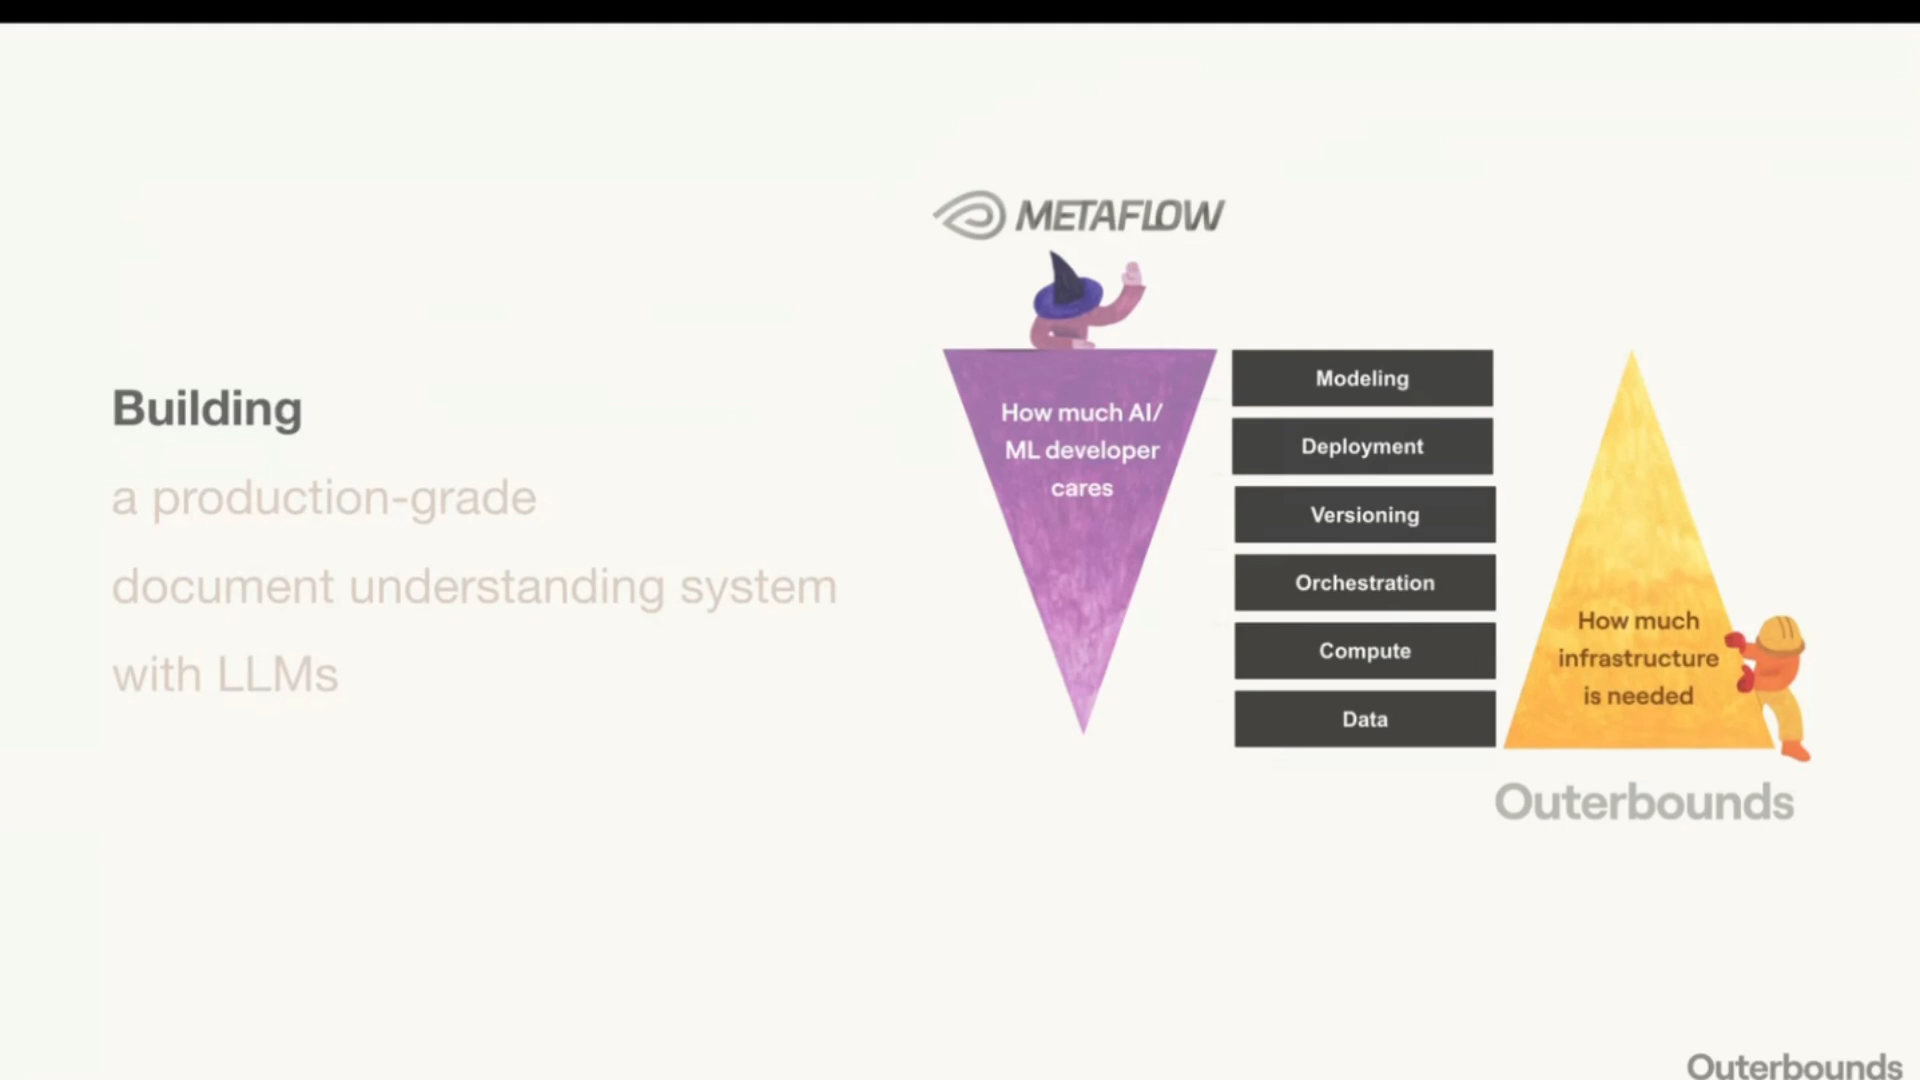 Building
a production-grade
document understanding system
with LLMs
METAFLOW
How much AI/
ML developer
cares
Modeling
Deployment
Versioning
Orchestration
Compute
Data
How much
infrastructure
is needed
Outerbounds
Outerbounds